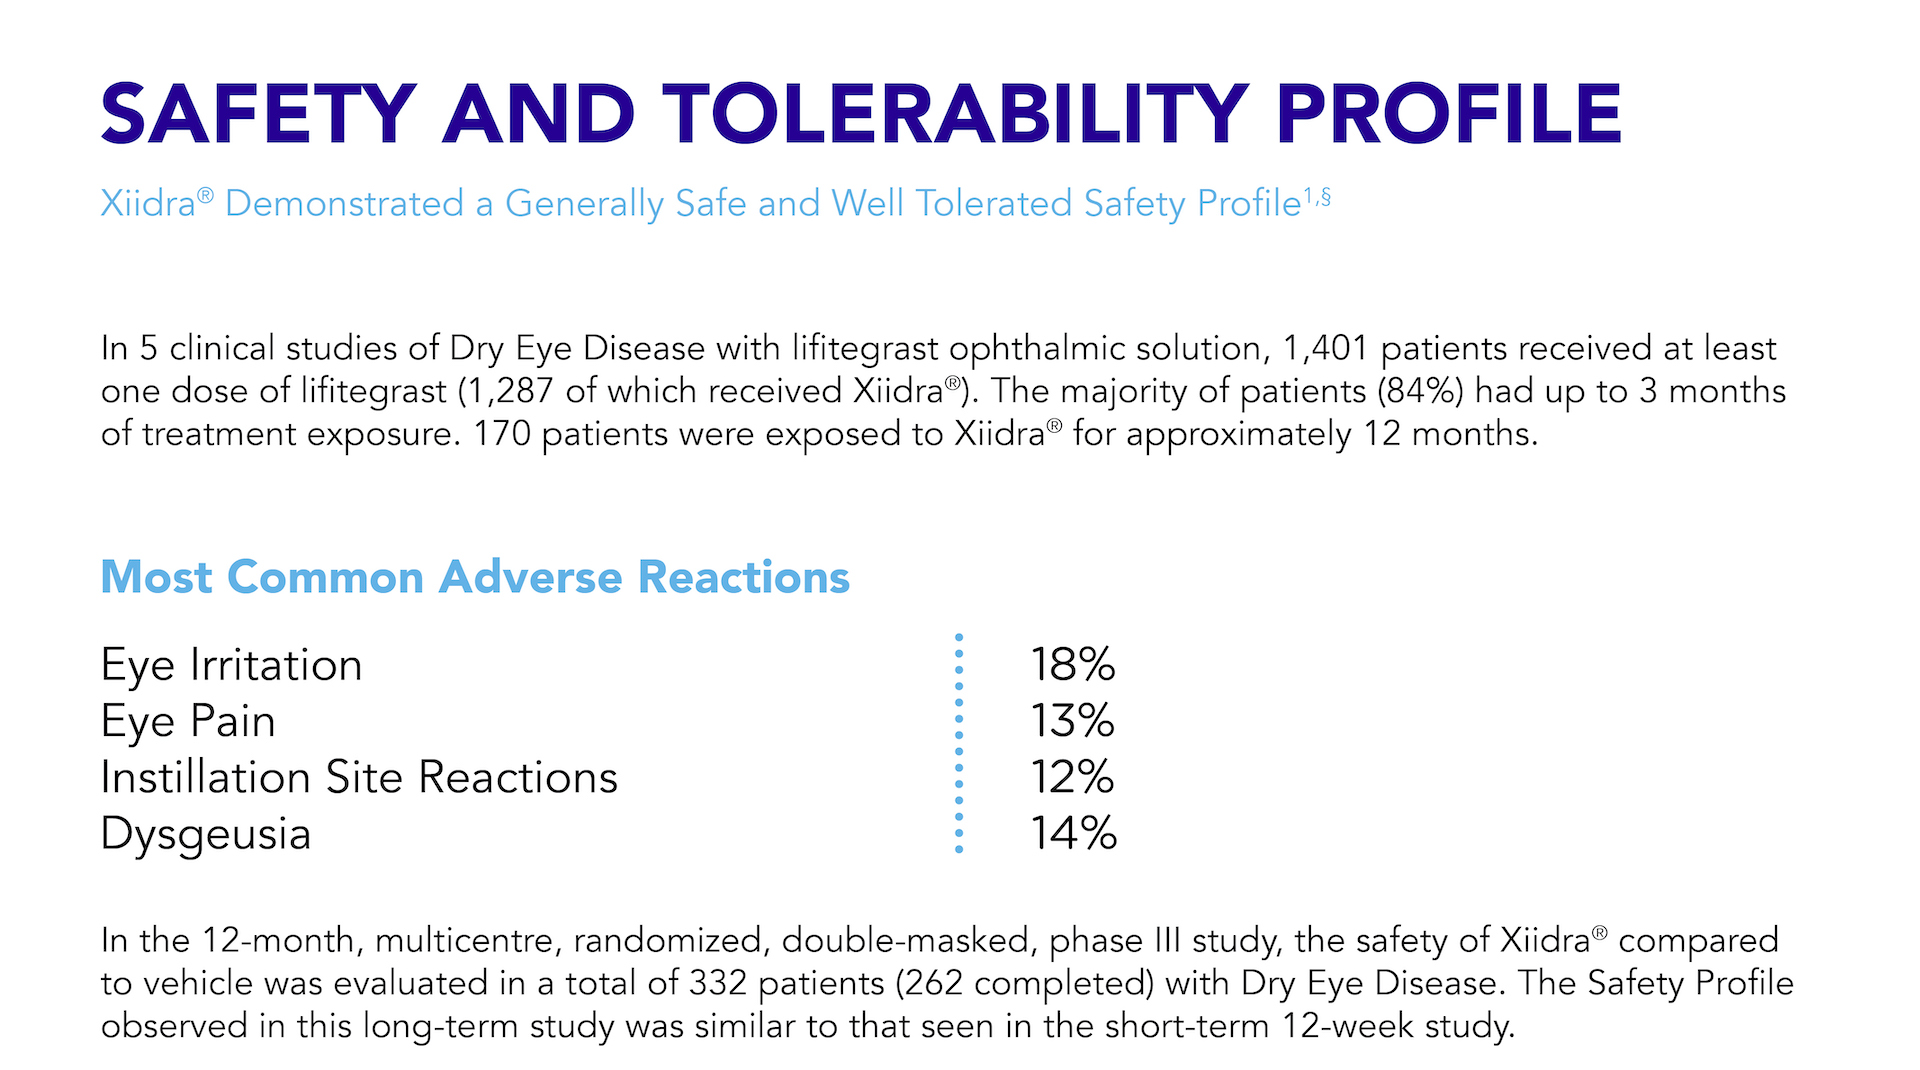 SAFETY AND TOLERABILITY PROFILE
Xiidra® Demonstrated a Generally Safe and Well Tolerated Safety Profile1,§
In 5 clinical studies of Dry Eye Disease with lifitegrast ophthalmic solution, 1,401 patients received at least
one dose of lifitegrast (1,287 of which received Xiidra®). The majority of patients (84%) had up to 3 months
of treatment exposure. 170 patients were exposed to Xiidra® for approximately 12 months.
Most Common Adverse Reactions
Eye Irritation 18%
Eye Pain 13%
Instillation Site Reactions 12%
Dysgeusia 14%
In the 12-month, multicentre, randomized, double-masked, phase III study, the safety of Xiidra® compared
to vehicle was evaluated in a total of 332 patients (262 completed) with Dry Eye Disease. The Safety Profile
observed in this long-term study was similar to that seen in the short-term 12-week study.